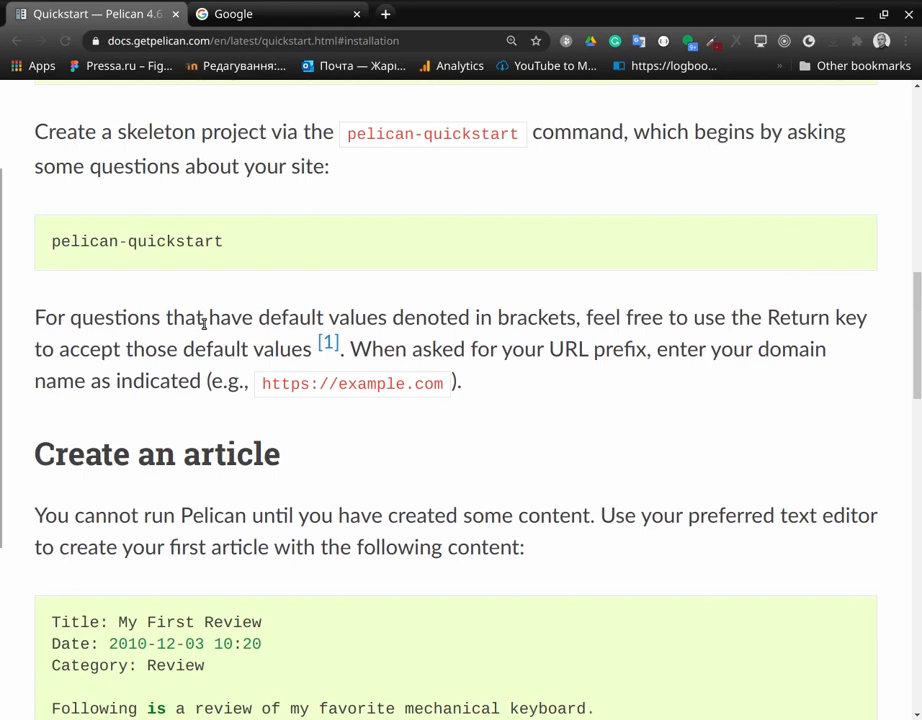 Quickstart — Pelican 4.6
Google
docs.getpelican.com/en/latest/quickstart.html#installation
Apps
Pressa.ru – Fig...
Редагування:...
Почта — Жарі...
Analytics
YouTube to M...
https://logboo...
»
Other bookmarks
Create a skeleton project via the pelican-quickstart command, which begins by asking
some questions about your site:
pelican-quickstart
For questions that have default values denoted in brackets, feel free to use the Return key
to accept those default values [1]. When asked for your URL prefix, enter your domain
name as indicated (e.g., https://example.com ).
Create an article
You cannot run Pelican until you have created some content. Use your preferred text editor
to create your first article with the following content:
Title: My First Review
Date: 2010-12-03 10:20
Category: Review
Following is a review of my favorite mechanical keyboard.